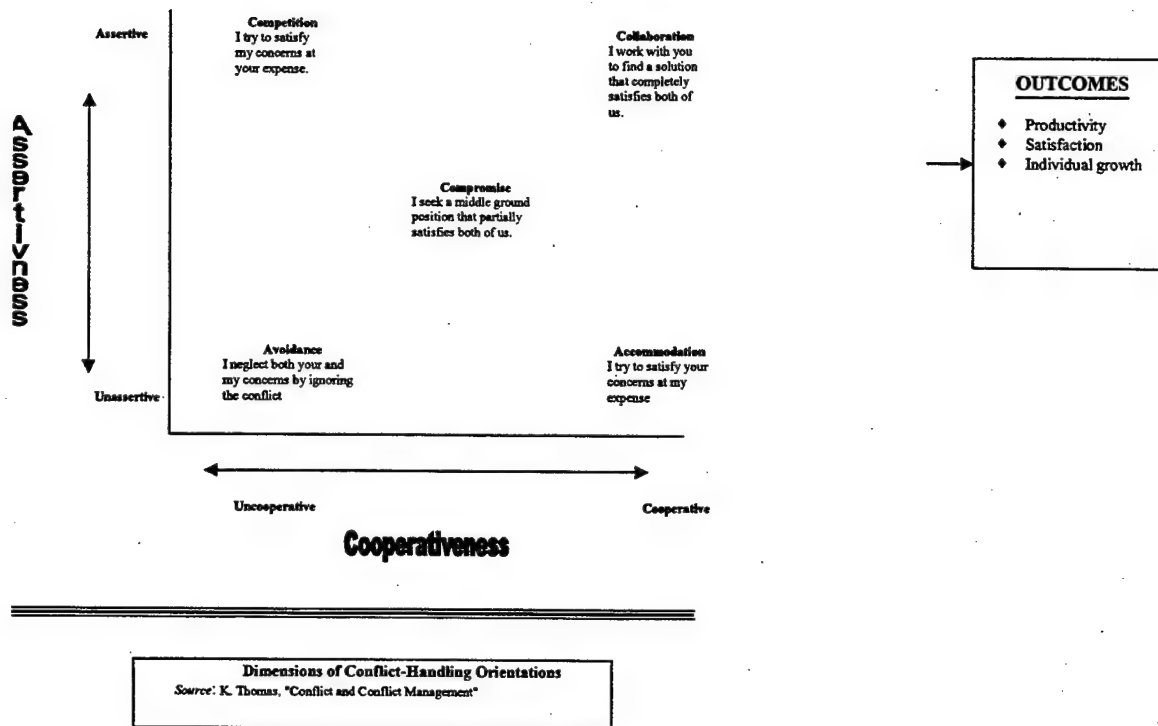 Assertive
Competition
I try to satisfy
my concerns at
your expense.
Collaboration
I work with you
to find a solution
that completely
satisfies both of
us.
OUTCOMES
♦ Productivity
♦ Satisfaction
♦ Individual growth
Assertivness
Compromise
I seek a middle ground
position that partially
satisfies both of us.
Avoidance
I neglect both your and
my concerns by ignoring
the conflict
Accommodation
I try to satisfy your
concerns at my
expense
Unassertive
Uncooperative
Cooperative
Cooperativeness
Dimensions of Conflict-Handling Orientations
Source: K. Thomas, "Conflict and Conflict Management"